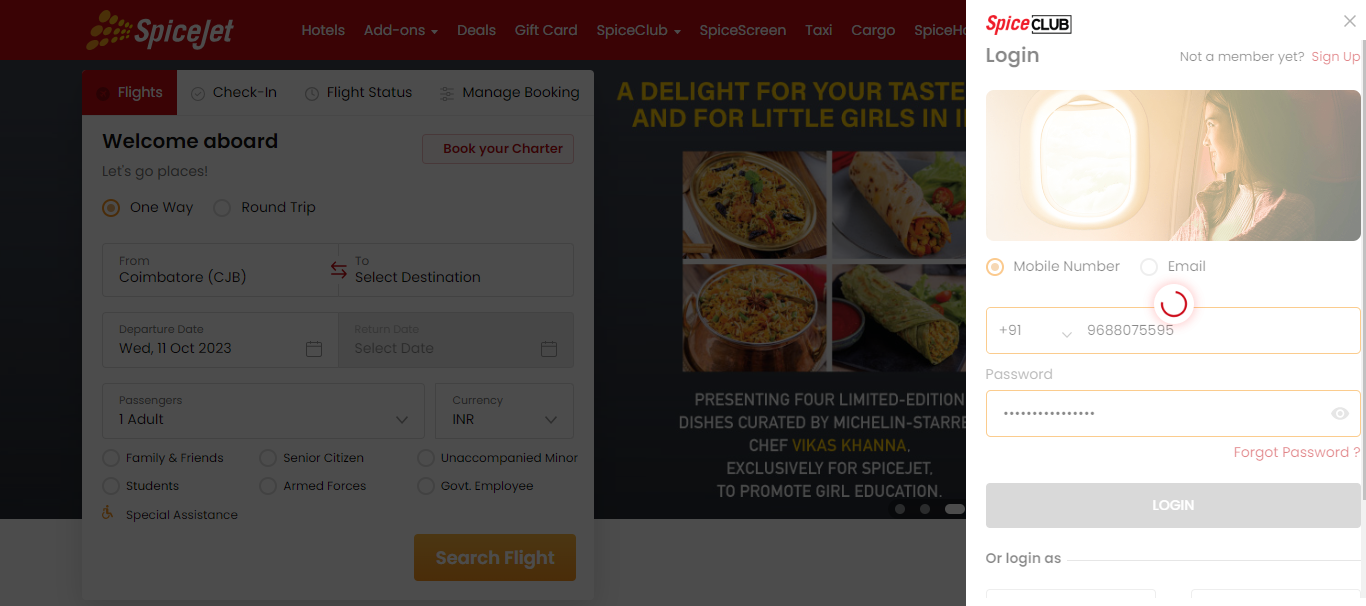 SpiceJet
Hotels Add-ons Deals Gift Card SpiceClub SpiceScreen Taxi Cargo
SpiceCLUB
Login
Not a member yet? Sign Up
Flights Check-In Flight Status Manage Booking
Welcome aboard
Book your Charter
Let's go places!
One Way Round Trip
From
Coimbatore (CJB)
To
Select Destination
Departure Date
Wed, 11 Oct 2023
Return Date
Select Date
Passengers
1 Adult
Currency
INR
Family & Friends Senior Citizen Unaccompanied Minor
Students Armed Forces Govt. Employee
Special Assistance
Search Flight
A DELIGHT FOR YOUR TASTE
AND FOR LITTLE GIRLS IN
PRESENTING FOUR LIMITED-EDITION
DISHES CURATED BY MICHELIN-STARRE
CHEF VIKAS KHANNA,
EXCLUSIVELY FOR SPICEJET,
TO PROMOTE GIRL EDUCATION.
Mobile Number Email
+91 9688075595
Password
••••••••••••••••
Forgot Password ?
LOGIN
Or login as